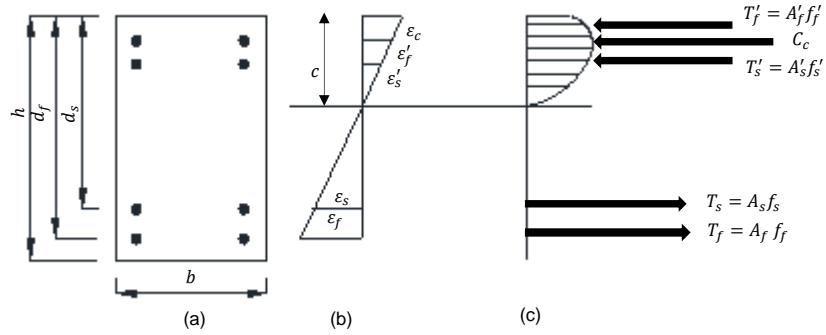 h
d_f
d_s
b
(a)
c
ε_c
ε′_f
ε′_s
ε_s
ε_f
(b)
T′_f = A′_f f′_f
C_c
T′_s = A′_s f′_s
T_s = A_s f_s
T_f = A_f f_f
(c)